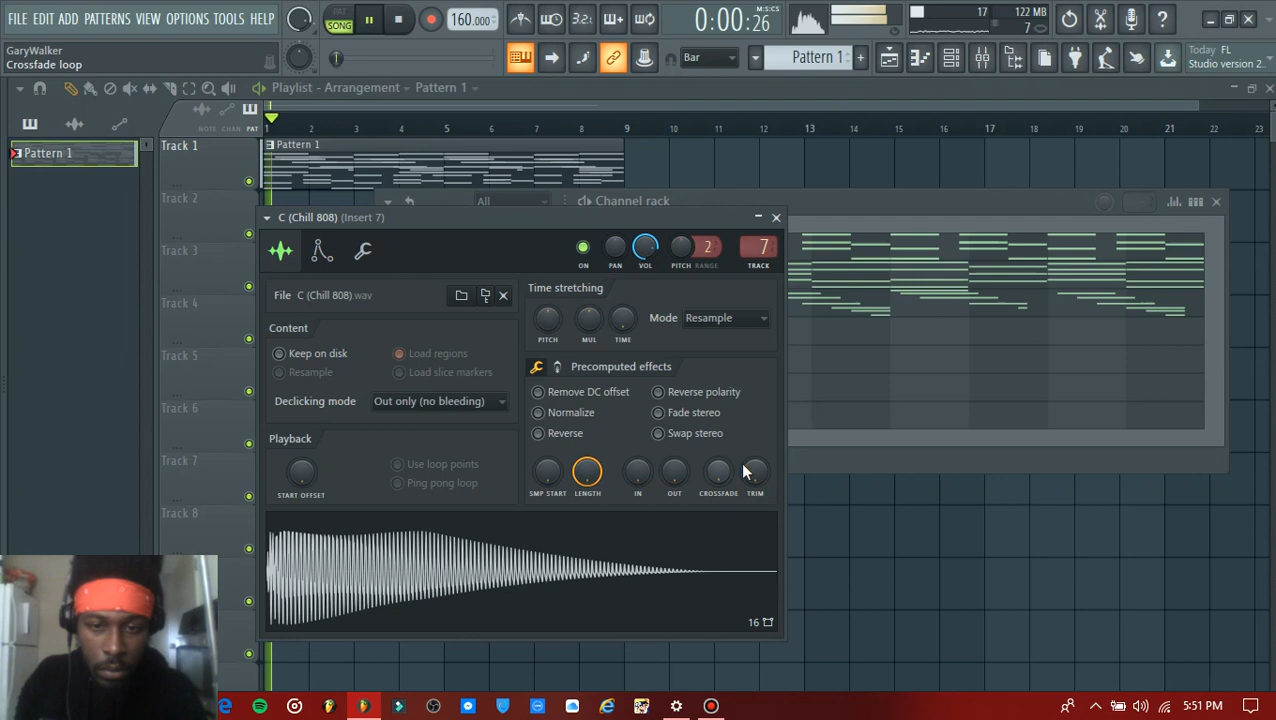 FILE EDIT ADD PATTERNS VIEW OPTIONS TOOLS HELP
PAT
SONG
160.000
3.2
0:00:26
M:S:CS
17
122 MB
7
GaryWalker
Crossfade loop
Bar
Pattern 1
Today FL
Studio version 2..
Playlist - Arrangement Pattern 1
NOTE CHAN PAT
1 2 3 4 5 6 7 8 9 10 11 12 13 14 15 16 17 18 19 20 21 22 23
Pattern 1
Track 1
Pattern 1
Track 2
Track 3
Track 4
Track 5
Track 6
Track 7
Track 8
All
Channel rack
C (Chill 808) (Insert 7)
2
7
ON
PAN
VOL
PITCH RANGE
TRACK
File C (Chill 808).wav
Time stretching
PITCH
MUL
TIME
Mode Resample
Content
Keep on disk
Load regions
Resample
Load slice markers
Declicking mode Out only (no bleeding)
Precomputed effects
Remove DC offset
Reverse polarity
Normalize
Fade stereo
Reverse
Swap stereo
Playback
START OFFSET
Use loop points
Ping pong loop
SMP START
LENGTH
IN
OUT
CROSSFADE
TRIM
16
5:51 PM